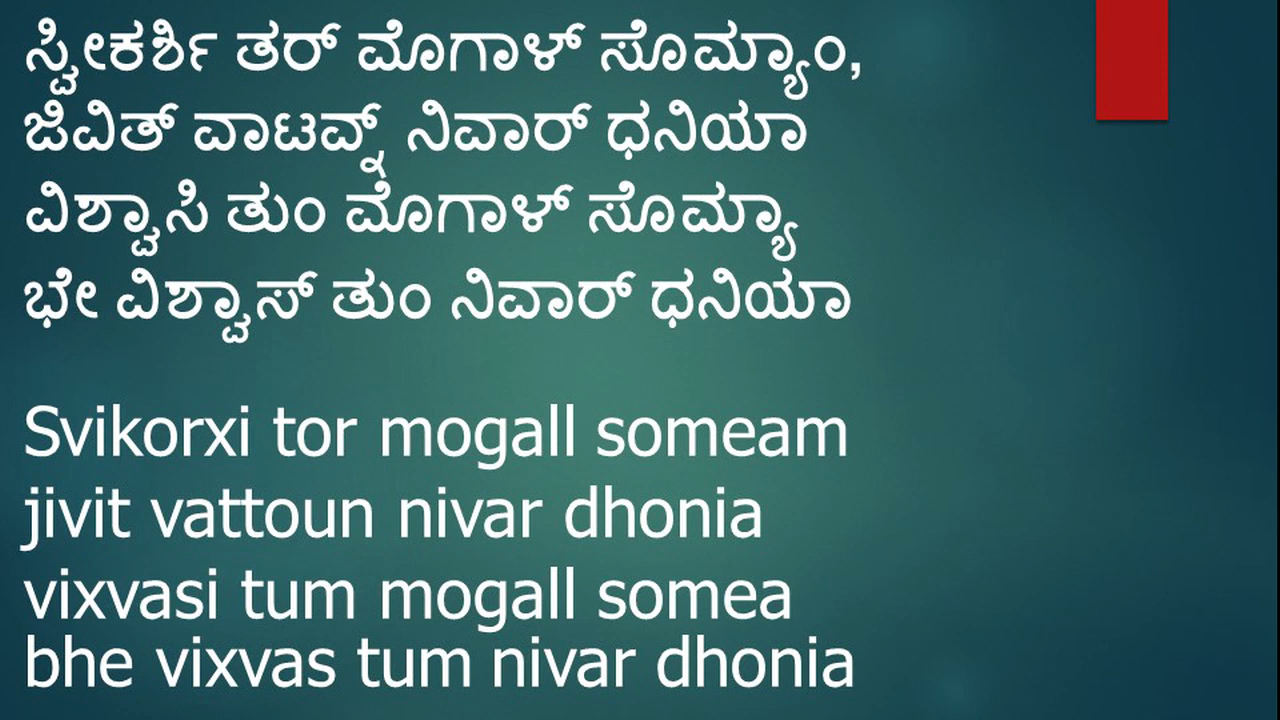 ಸ್ವೀಕರ್ಶಿ ತರ್ ಮೊಗಾಳ್ ಸೊಮ್ಯಾಂ,
ಜಿವಿತ್ ವಾಟವ್ನ್ ನಿವಾರ್ ಧನಿಯಾ
ವಿಶ್ವಾಸಿ ತುಂ ಮೊಗಾಳ್ ಸೊಮ್ಯಾ
ಭೇ ವಿಶ್ವಾಸ್ ತುಂ ನಿವಾರ್ ಧನಿಯಾ
Svikorxi tor mogall someam
jivit vattoun nivar dhonia
vixvasi tum mogall somea
bhe vixvas tum nivar dhonia